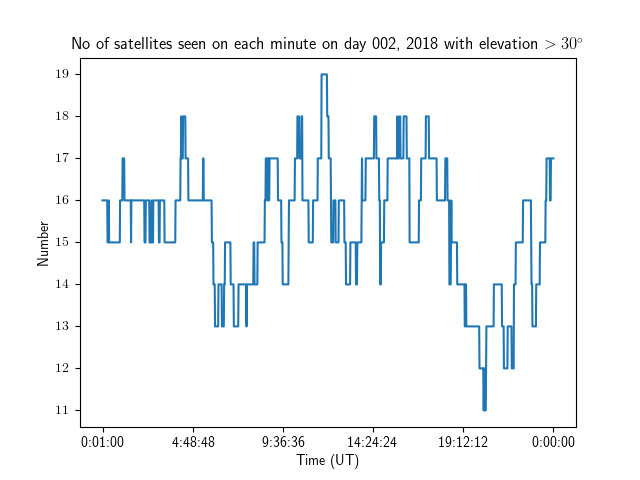 No of satellites seen on each minute on day 002, 2018 with elevation > 30°
19
18
17
16
15
14
13
12
11
Number
0:01:00 4:48:48 9:36:36 14:24:24 19:12:12 0:00:00
Time (UT)